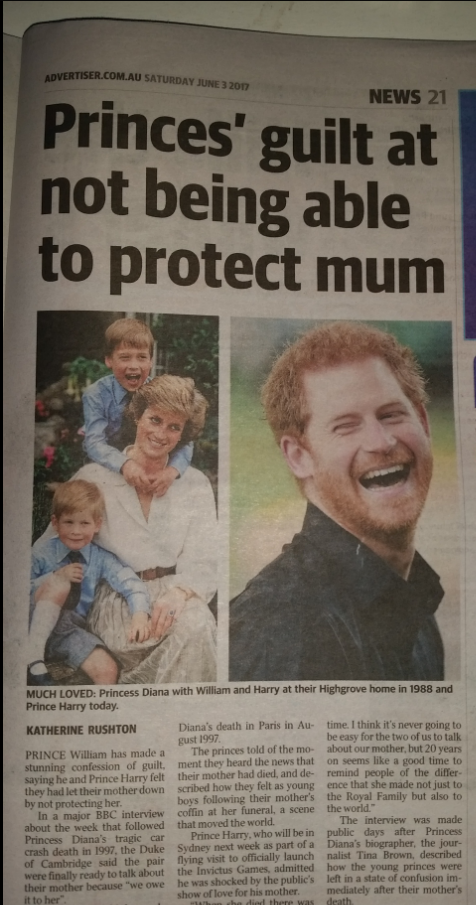 ADVERTISER.COM.AU SATURDAY JUNE 3 2017
NEWS 21
Princes' guilt at
not being able
to protect mum
MUCH LOVED: Princess Diana with William and Harry at their Highgrove home in 1988 and
Prince Harry today.
KATHERINE RUSHTON
PRINCE William has made a
stunning confession of guilt,
saying he and Prince Harry felt
they had let their mother down
by not protecting her.
In a major BBC interview
about the week that followed
Princess Diana's tragic car
crash death in 1997, the Duke
of Cambridge said the pair
were finally ready to talk about
their mother because "we owe
it to her".
Diana's death in Paris in Au-
gust 1997.
The princes told of the mo-
ment they heard the news that
their mother had died, and de-
scribed how they felt as young
boys following their mother's
coffin at her funeral, a scene
that moved the world.
Prince Harry, who will be in
Sydney next week as part of a
flying visit to officially launch
the Invictus Games, admitted
he was shocked by the public's
show of love for his mother.
"When she died there was
time. I think it's never going to
be easy for the two of us to talk
about our mother, but 20 years
on seems like a good time to
remind people of the differ-
ence that she made not just to
the Royal Family but also to
the world."
The interview was made
public days after Princess
Diana's biographer, the jour-
nalist Tina Brown, described
how the young princes were
left in a state of confusion im-
mediately after their mother's
death.